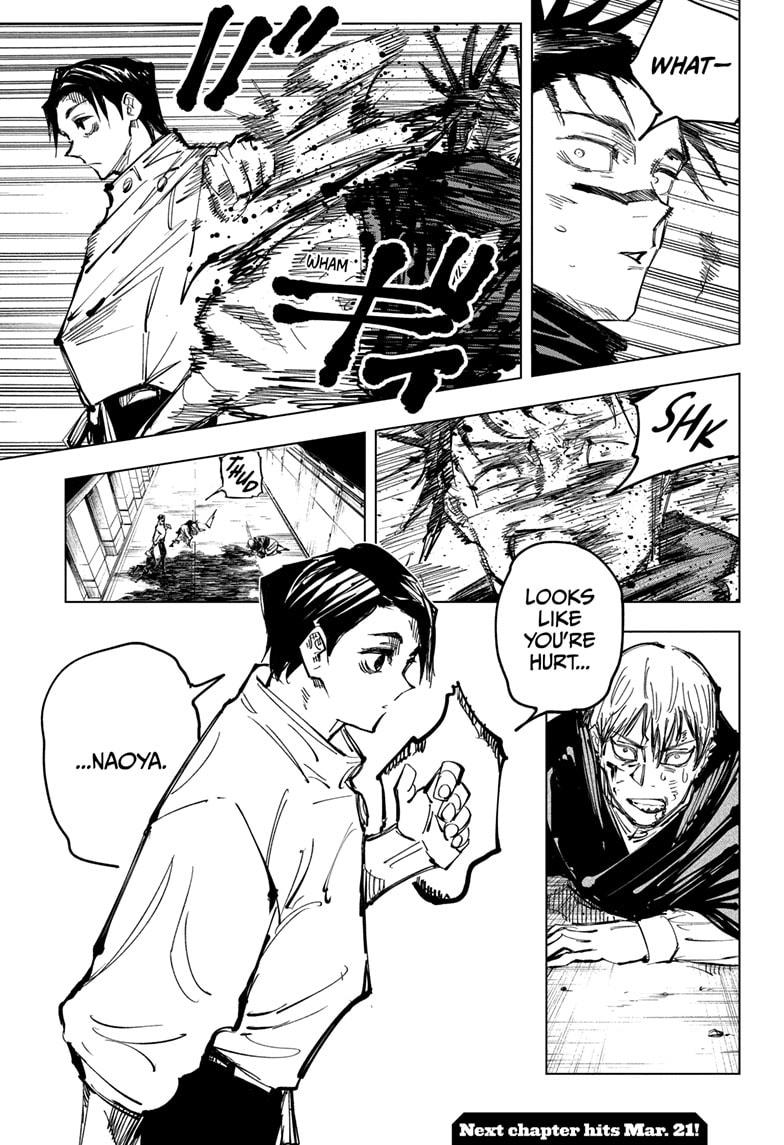 WHAT–
WHAM
SHK
THUD
LOOKS
LIKE
YOU'RE
HURT...
...NAOYA.
Next chapter hits Mar. 21!